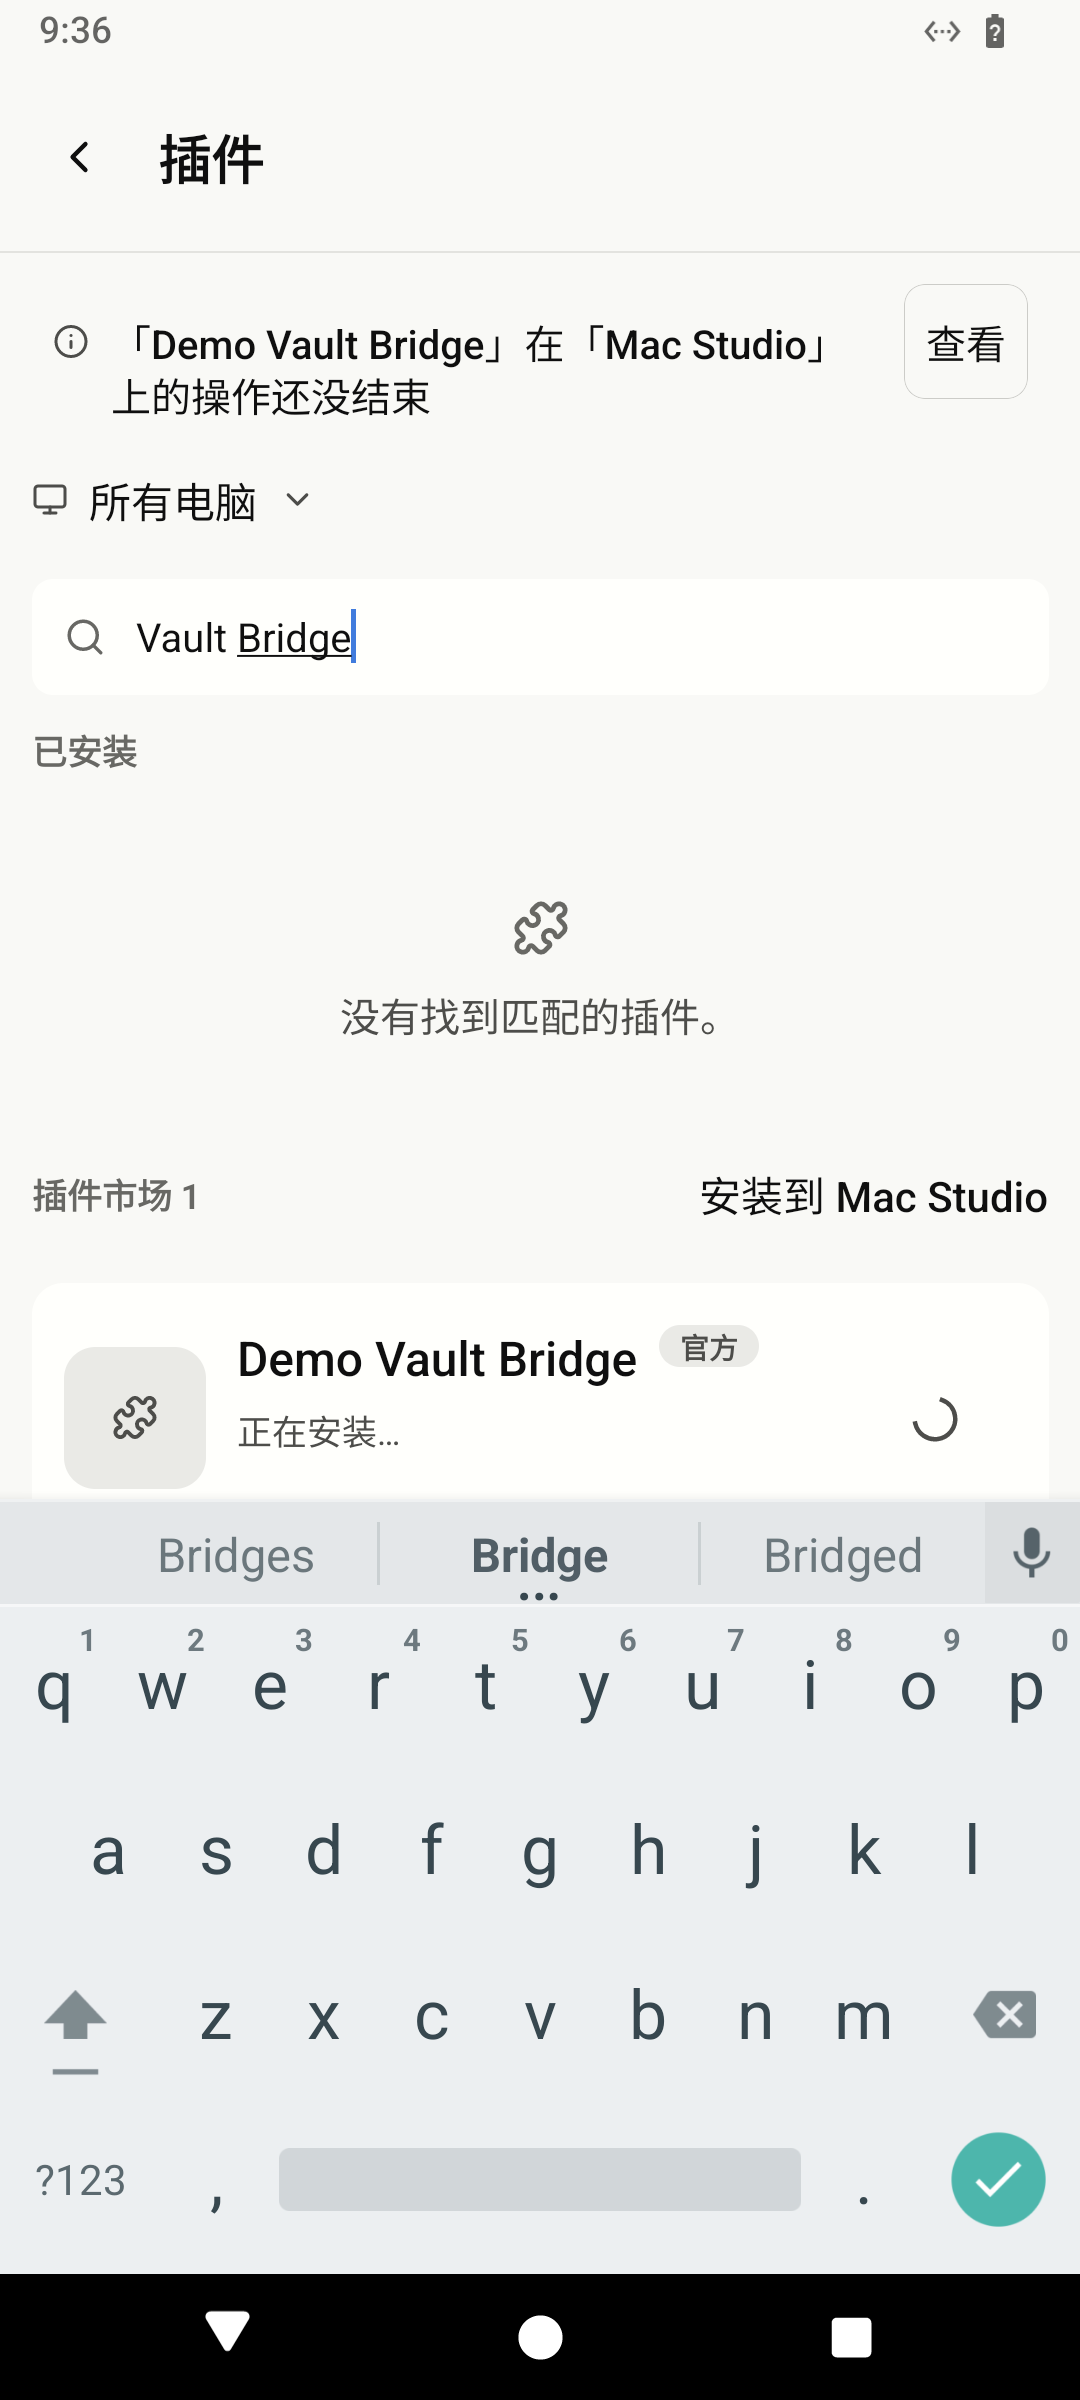 9:36
插件
「Demo Vault Bridge」在「Mac Studio」
上的操作还没结束
查看
所有电脑
Vault Bridge
已安装
没有找到匹配的插件。
插件市场 1
安装到 Mac Studio
Demo Vault Bridge
官方
正在安装...
Bridges
Bridge
Bridged
1 2 3 4 5 6 7 8 9 0
q w e r t y u i o p
a s d f g h j k l
z x c v b n m
?123 , .